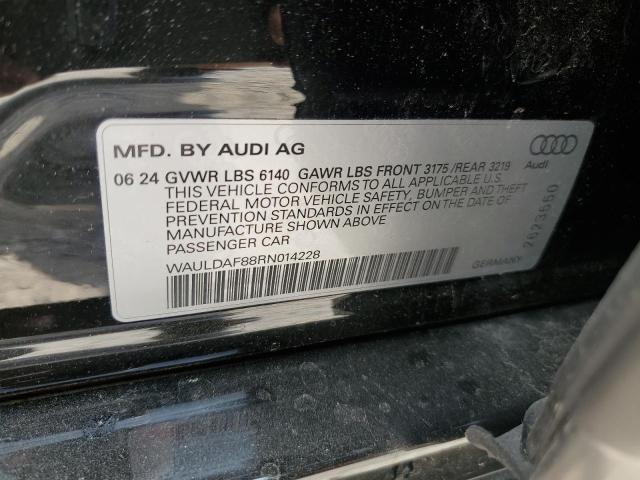 MFD. BY AUDI AG
06 24 GVWR LBS 6140 GAWR LBS FRONT 3175 /REAR 3219
THIS VEHICLE CONFORMS TO ALL APPLICABLE U.S.
FEDERAL MOTOR VEHICLE SAFETY, BUMPER AND THEFT
PREVENTION STANDARDS IN EFFECT ON THE DATE OF
MANUFACTURE SHOWN ABOVE
PASSENGER CAR
WAULDAF88RN014228
GERMANY
Audi
2623550